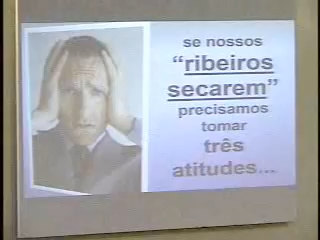 se nossos
“ribeiros
secarem”
precisamos
tomar
três
atitudes...